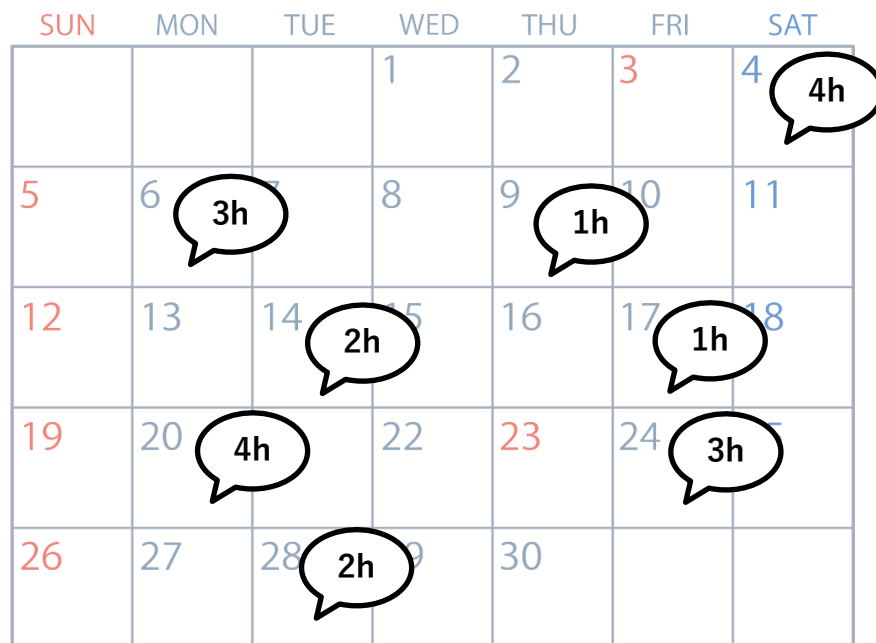 SUN MON TUE WED THU FRI SAT
1 2 3 4 4h
5 6 3h 8 9 1h 10 11
12 13 14 2h 15 16 17 1h 18
19 20 4h 22 23 24 3h
26 27 28 2h 30